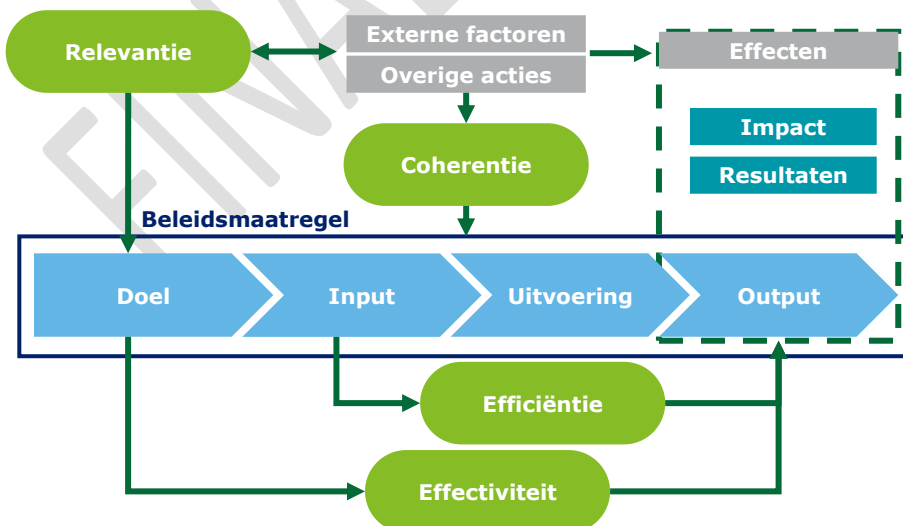 Relevantie
Externe factoren
Overige acties
Effecten
Impact
Resultaten
Coherentie
Beleidsmaatregel
Doel
Input
Uitvoering
Output
Efficiëntie
Effectiviteit